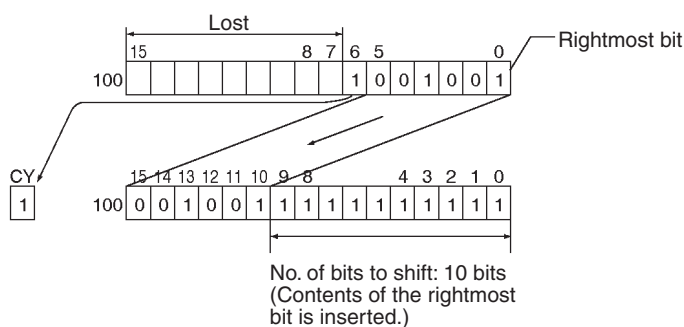 Lost
15 8 7 6 5 0
Rightmost bit
100 1 0 0 1 0 0 1
CY
15 14 13 12 11 10 9 8 4 3 2 1 0
1
100 0 0 1 0 0 1 1 1 1 1 1 1 1 1 1 1
No. of bits to shift: 10 bits
(Contents of the rightmost
bit is inserted.)